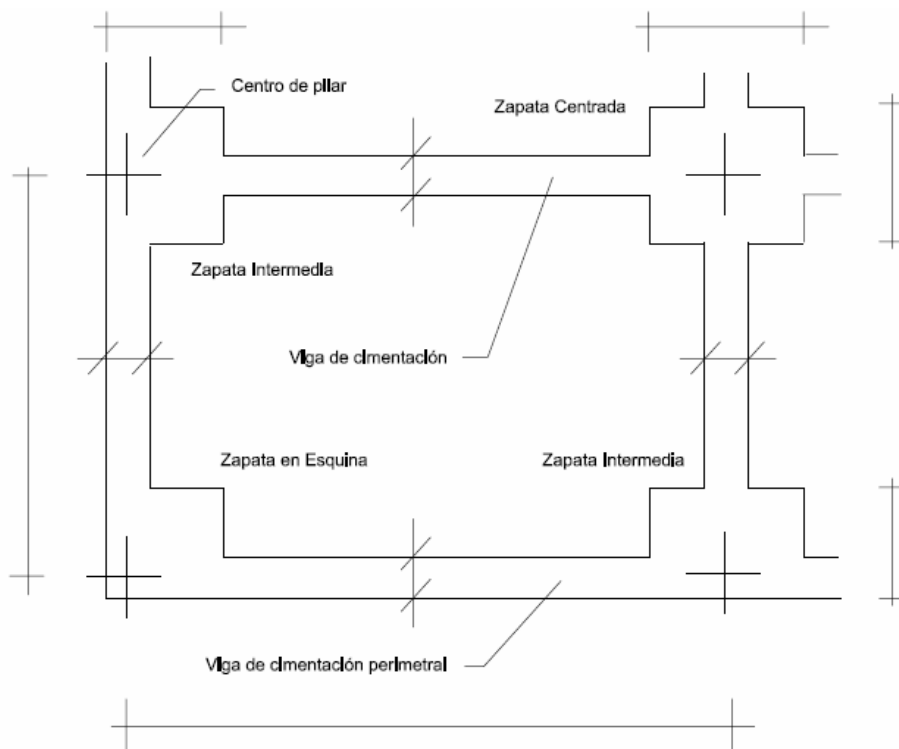 Centro de pilar
Zapata Centrada
Zapata Intermedia
Viga de cimentación
Zapata en Esquina
Zapata Intermedia
Viga de cimentación perimetral